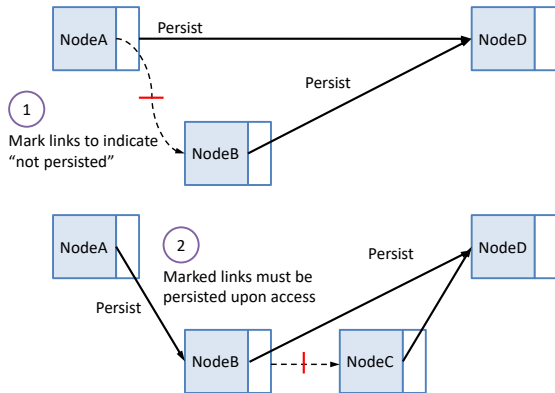 NodeA
Persist
NodeD
Persist
1
Mark links to indicate
“not persisted”
NodeB
NodeA
2
Persist
NodeD
Marked links must be
persisted upon access
Persist
NodeB
NodeC